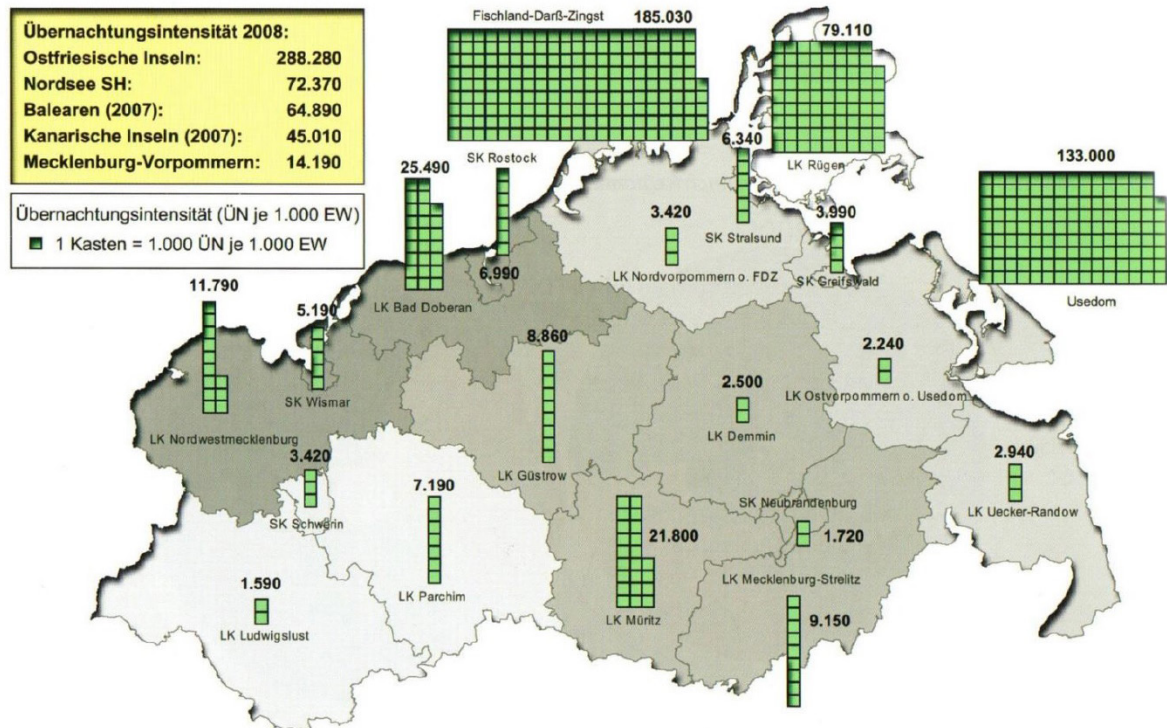 Übernachtungsintensität 2008:
Ostfriesische Inseln: 288.280
Nordsee SH: 72.370
Balearen (2007): 64.890
Kanarische Inseln (2007): 45.010
Mecklenburg-Vorpommern: 14.190
Übernachtungsintensität (ÜN je 1.000 EW)
1 Kasten = 1.000 ÜN je 1.000 EW
Fischland-Darß-Zingst 185.030
79.110
LK Rügen
SK Rostock
6.990
25.490
LK Bad Doberan
6.340
SK Stralsund
3.420
LK Nordvorpommern o. FDZ
3.990
SK Greifswald
133.000
Usedom
11.790
LK Nordwestmecklenburg
5.190
SK Wismar
8.860
LK Güstrow
2.500
LK Demmin
2.240
LK Ostvorpommern o. Usedom
2.940
LK Uecker-Randow
3.420
SK Schwerin
7.190
LK Parchim
1.590
LK Ludwigslust
21.800
LK Müritz
SK Neubrandenburg
1.720
LK Mecklenburg-Strelitz
9.150